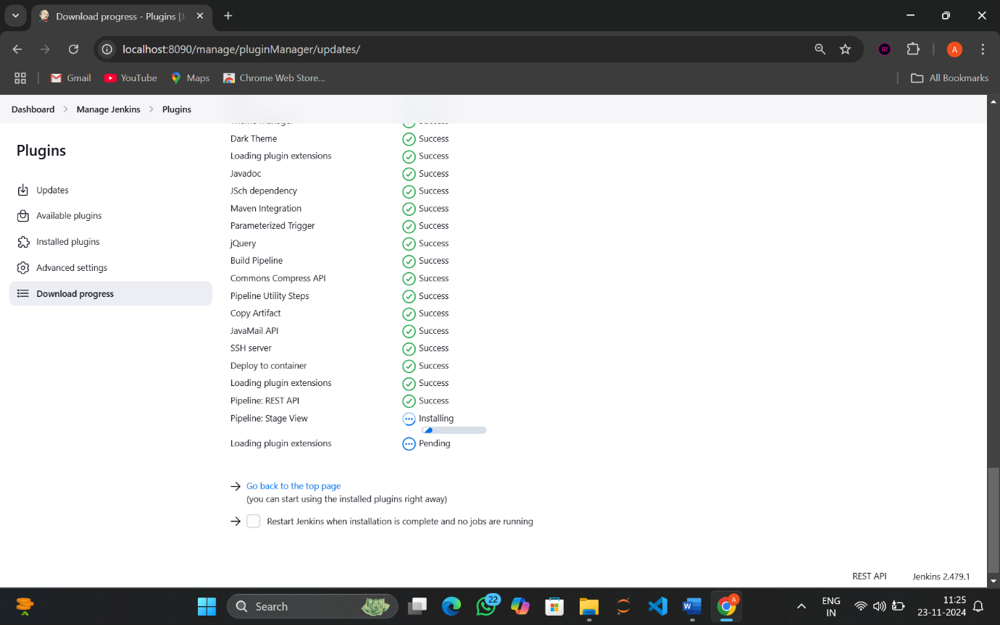 Download progress - Plugins [J
localhost:8090/manage/pluginManager/updates/
A
Gmail
YouTube
Maps
Chrome Web Store...
All Bookmarks
Dashboard
Manage Jenkins
Plugins
Plugins
Updates
Available plugins
Installed plugins
Advanced settings
Download progress
Theme Manager Success
Dark Theme Success
Loading plugin extensions Success
Javadoc Success
JSch dependency Success
Maven Integration Success
Parameterized Trigger Success
jQuery Success
Build Pipeline Success
Commons Compress API Success
Pipeline Utility Steps Success
Copy Artifact Success
JavaMail API Success
SSH server Success
Deploy to container Success
Loading plugin extensions Success
Pipeline: REST API Success
Pipeline: Stage View Installing
Loading plugin extensions Pending
Go back to the top page
(you can start using the installed plugins right away)
Restart Jenkins when installation is complete and no jobs are running
REST API
Jenkins 2.479.1
Search
22
W
A
ENG
IN
11:25
23-11-2024